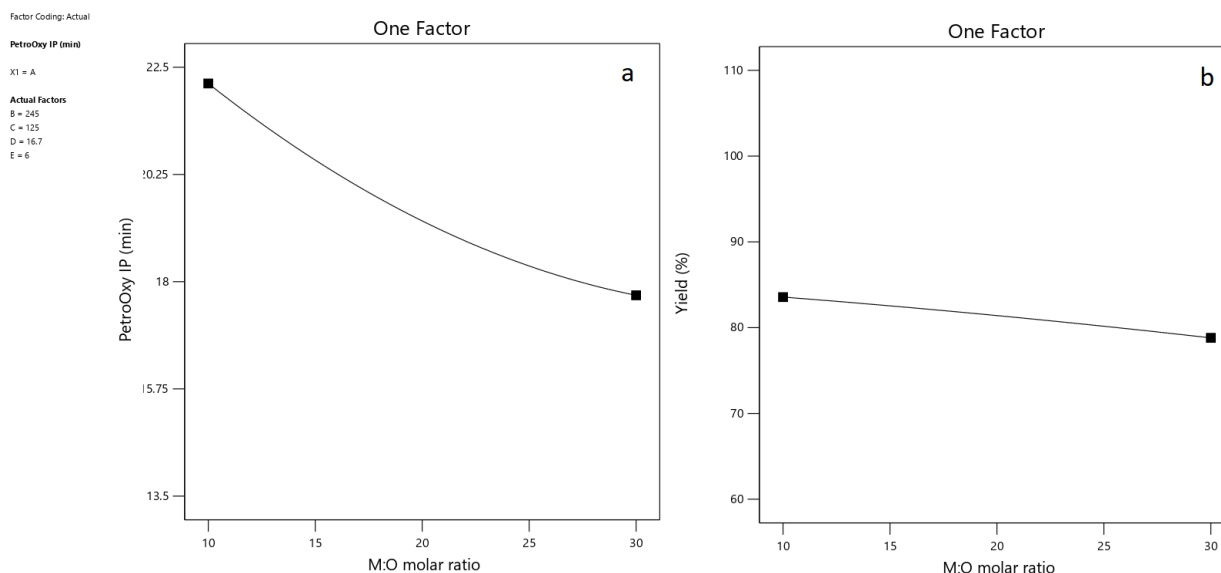 Factor Coding: Actual
PetroOxy IP (min)
X1 = A
Actual Factors
B = 245
C = 125
D = 16.7
E = 6
One Factor
a
PetroOxy IP (min)
22.5
20.25
18
15.75
13.5
10 15 20 25 30
M:O molar ratio
One Factor
b
Yield (%)
110
100
90
80
70
60
10 15 20 25 30
M:O molar ratio